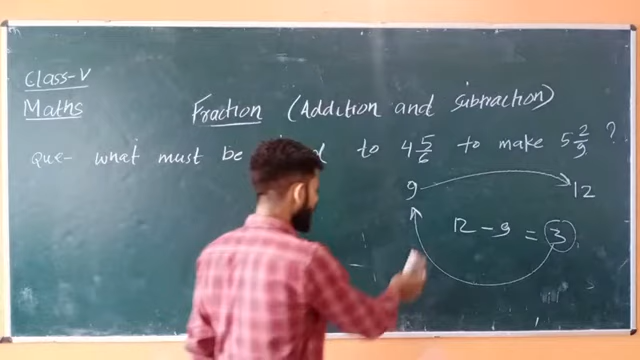 Class-V
Maths
Fraction (Addition and Subtraction)
Que- what must be to 4 5/6 to make 5 2/9 ?
9 12
12 - 9 = 3